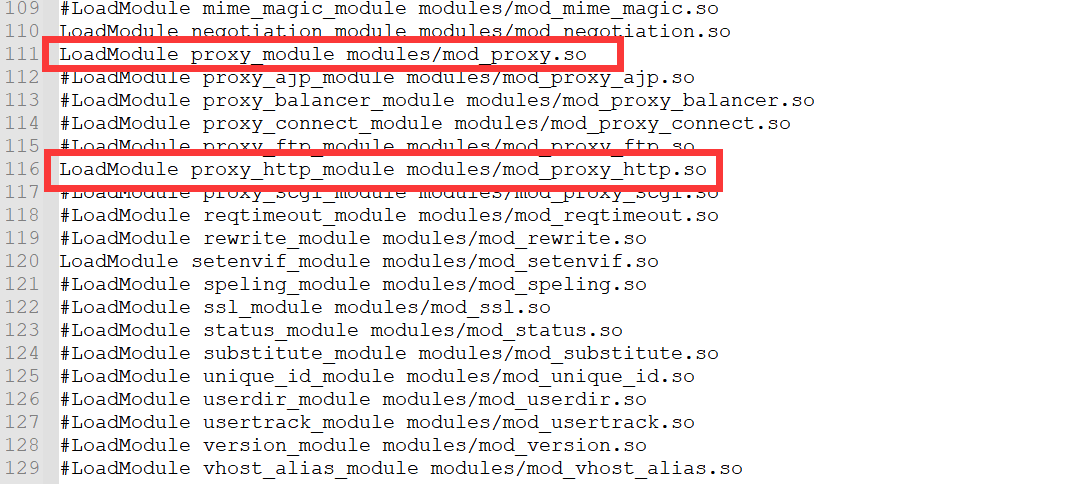 109 #LoadModule mime_magic_module modules/mod_mime_magic.so
110 LoadModule negotiation_module modules/mod_negotiation.so
111 LoadModule proxy_module modules/mod_proxy.so
112 #LoadModule proxy_ajp_module modules/mod_proxy_ajp.so
113 #LoadModule proxy_balancer_module modules/mod_proxy_balancer.so
114 #LoadModule proxy_connect_module modules/mod_proxy_connect.so
115 #LoadModule proxy_ftp_module modules/mod_proxy_ftp.so
116 LoadModule proxy_http_module modules/mod_proxy_http.so
117 #LoadModule proxy_scgi_module modules/mod_proxy_scgi.so
118 #LoadModule reqtimeout_module modules/mod_reqtimeout.so
119 #LoadModule rewrite_module modules/mod_rewrite.so
120 LoadModule setenvif_module modules/mod_setenvif.so
121 #LoadModule speling_module modules/mod_speling.so
122 #LoadModule ssl_module modules/mod_ssl.so
123 #LoadModule status_module modules/mod_status.so
124 #LoadModule substitute_module modules/mod_substitute.so
125 #LoadModule unique_id_module modules/mod_unique_id.so
126 #LoadModule userdir_module modules/mod_userdir.so
127 #LoadModule usertrack_module modules/mod_usertrack.so
128 #LoadModule version_module modules/mod_version.so
129 #LoadModule vhost_alias_module modules/mod_vhost_alias.so